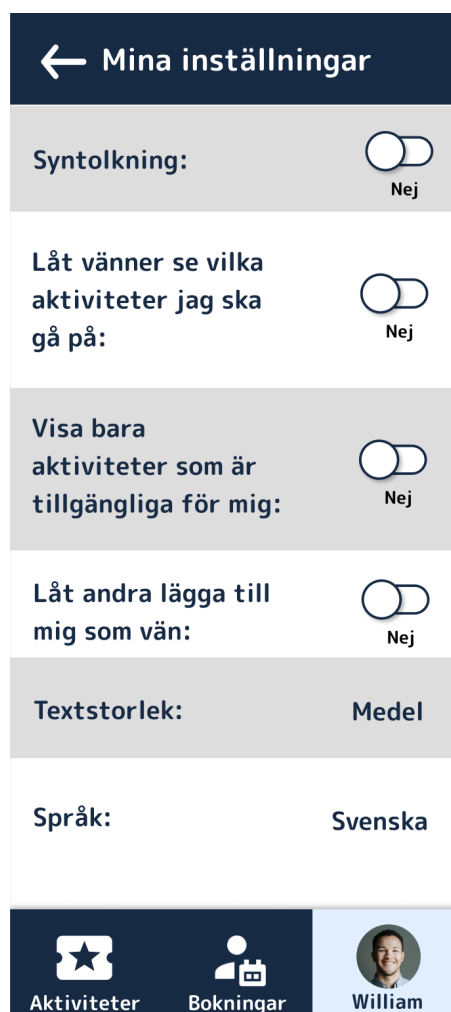 Mina inställningar
Syntolkning:
Nej
Låt vänner se vilka
aktiviteter jag ska
gå på:
Nej
Visa bara
aktiviteter som är
tillgängliga för mig:
Nej
Låt andra lägga till
mig som vän:
Nej
Textstorlek:
Medel
Språk:
Svenska
Aktiviteter
Bokningar
William